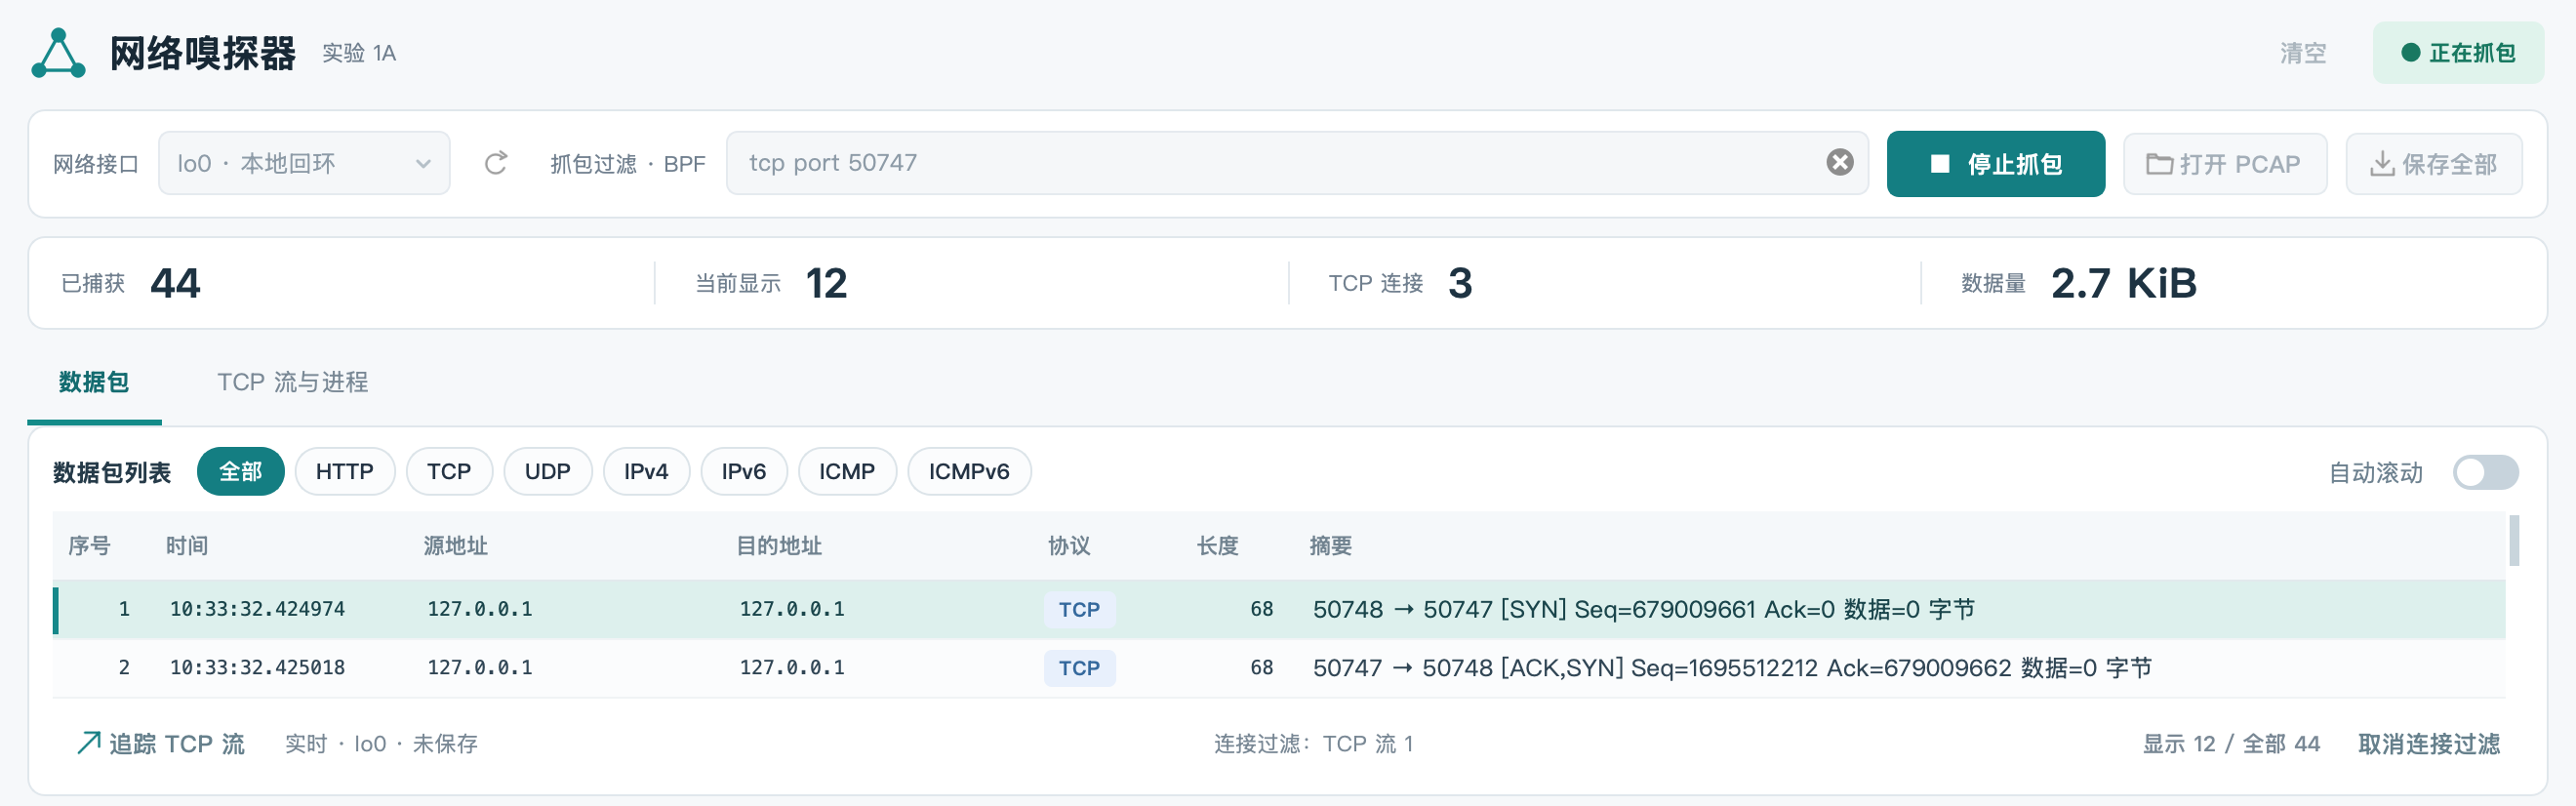 网络嗅探器 实验 1A 清空 正在抓包
网络接口 lo0 · 本地回环 抓包过滤 · BPF tcp port 50747 停止抓包 打开 PCAP 保存全部
已捕获 44 当前显示 12 TCP 连接 3 数据量 2.7 KiB
数据包 TCP 流与进程
数据包列表 全部 HTTP TCP UDP IPv4 IPv6 ICMP ICMPv6 自动滚动
序号 时间 源地址 目的地址 协议 长度 摘要
1 10:33:32.424974 127.0.0.1 127.0.0.1 TCP 68 50748 → 50747 [SYN] Seq=679009661 Ack=0 数据=0 字节
2 10:33:32.425018 127.0.0.1 127.0.0.1 TCP 68 50747 → 50748 [ACK,SYN] Seq=1695512212 Ack=679009662 数据=0 字节
追踪 TCP 流 实时 · lo0 · 未保存 连接过滤：TCP 流 1 显示 12 / 全部 44 取消连接过滤